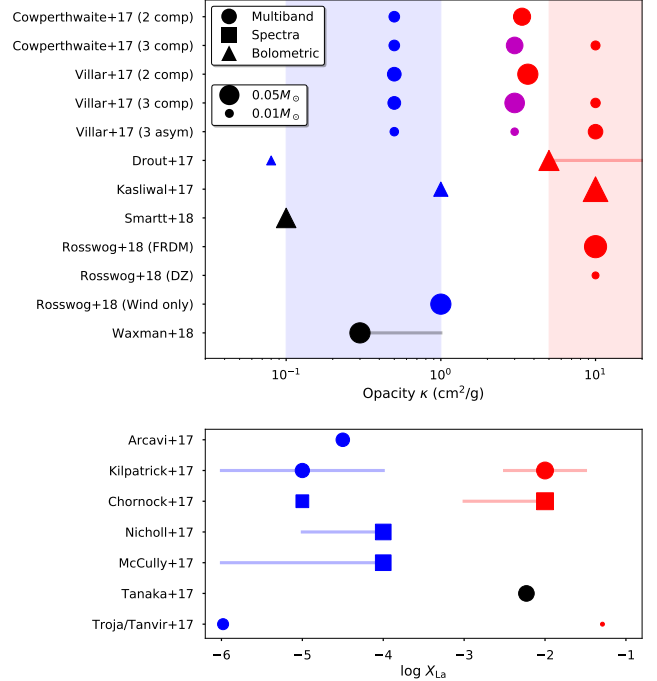 Cowperthwaite+17 (2 comp)
Cowperthwaite+17 (3 comp)
Villar+17 (2 comp)
Villar+17 (3 comp)
Villar+17 (3 asym)
Drout+17
Kasliwal+17
Smartt+18
Rosswog+18 (FRDM)
Rosswog+18 (DZ)
Rosswog+18 (Wind only)
Waxman+18
Multiband
Spectra
Bolometric
0.05M⊙
0.01M⊙
10⁻¹ 10⁰ 10¹
Opacity κ (cm²/g)
Arcavi+17
Kilpatrick+17
Chornock+17
Nicholl+17
McCully+17
Tanaka+17
Troja/Tanvir+17
−6 −5 −4 −3 −2 −1
log X_La